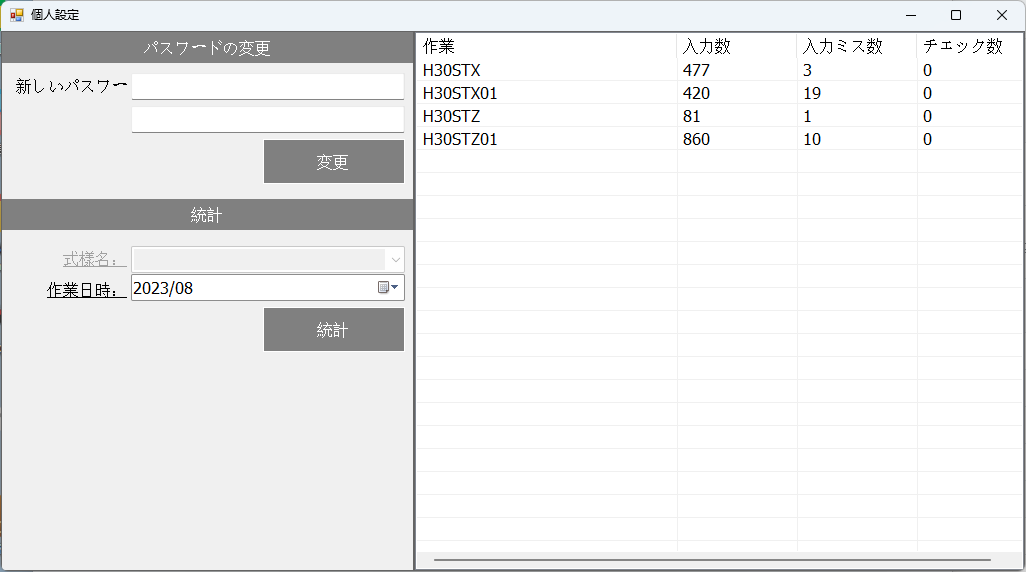 個人設定
パスワードの変更
新しいパスワー
変更
統計
式樣名：
作業日時： 2023/08
統計
作業 入力数 入力ミス数 チェック数
H30STX 477 3 0
H30STX01 420 19 0
H30STZ 81 1 0
H30STZ01 860 10 0